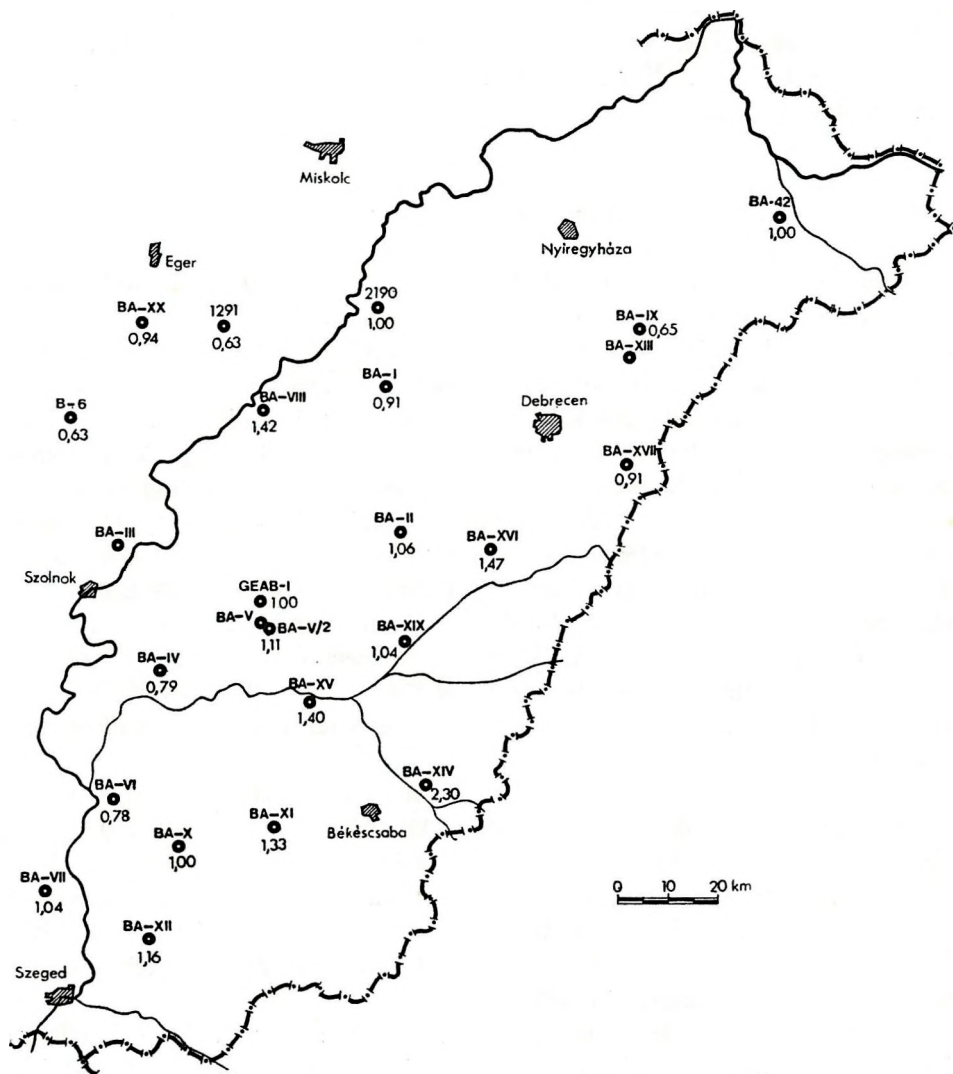 Miskolc
BA-42
1,00
Nyiregyháza
Eger
BA-XX
0,94
1291
0,63
2190
1,00
BA-IX
0,65
BA-XIII
BA-I
0,91
B-6
0,63
BA-VIII
1,42
Debrecen
BA-XVII
0,91
BA-III
BA-II
1,06
BA-XVI
1,47
Szolnok
GEAB-I
100
BA-V
BA-V/2
1,11
BA-XIX
1,04
BA-IV
0,79
BA-XV
1,40
BA-XIV
2,30
BA-VI
0,78
BA-XI
1,33
Békéscsaba
BA-X
1,00
BA-VII
1,04
0 10 20 km
BA-XII
1,16
Szeged